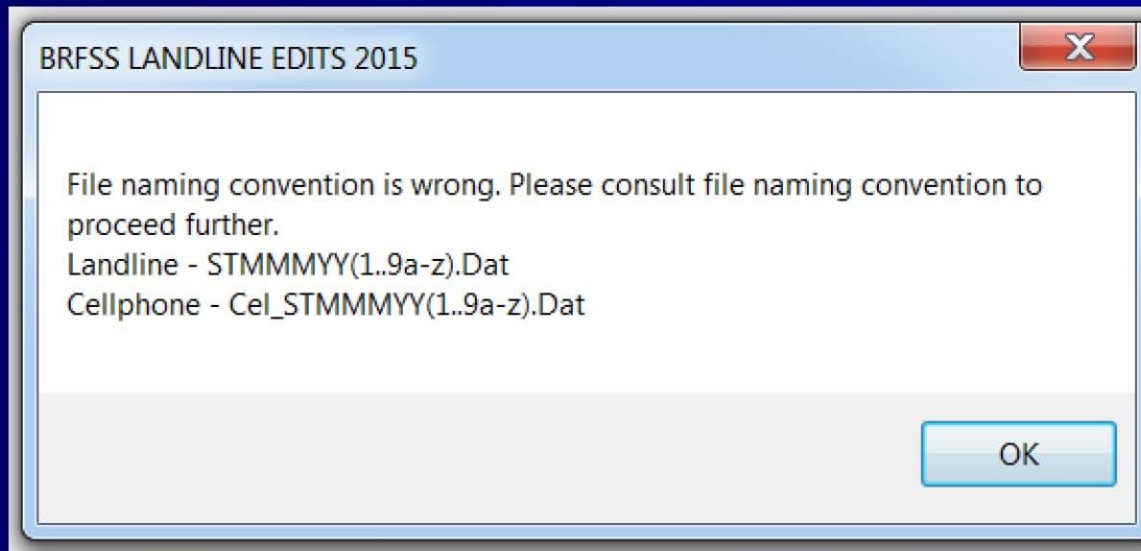 BRFSS LANDLINE EDITS 2015
X
File naming convention is wrong. Please consult file naming convention to
proceed further.
Landline - STMMMYY(1..9a-z).Dat
Cellphone - Cel_STMMMYY(1..9a-z).Dat
OK